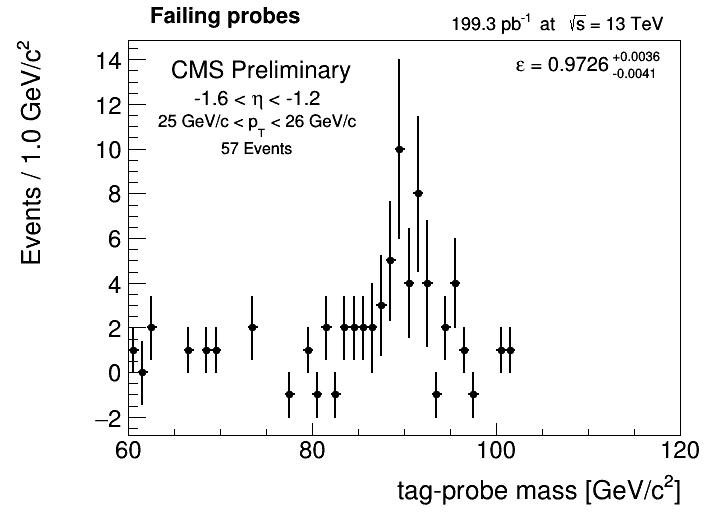 Failing probes
199.3 pb⁻¹ at √s = 13 TeV
CMS Preliminary
-1.6 < η < -1.2
25 GeV/c < p_T < 26 GeV/c
57 Events
ε = 0.9726 +0.0036 -0.0041
Events / 1.0 GeV/c²
14
12
10
8
6
4
2
0
−2
60 80 100 120
tag-probe mass [GeV/c²]